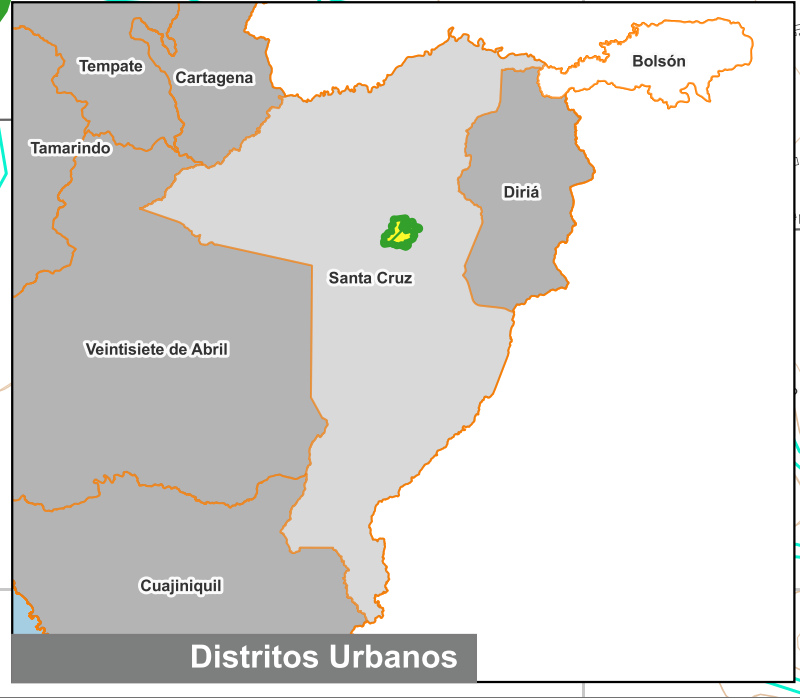 Bolsón
Tempate
Cartagena
Tamarindo
Diriá
Santa Cruz
Veintisiete de Abril
Cuajiniquil
Distritos Urbanos